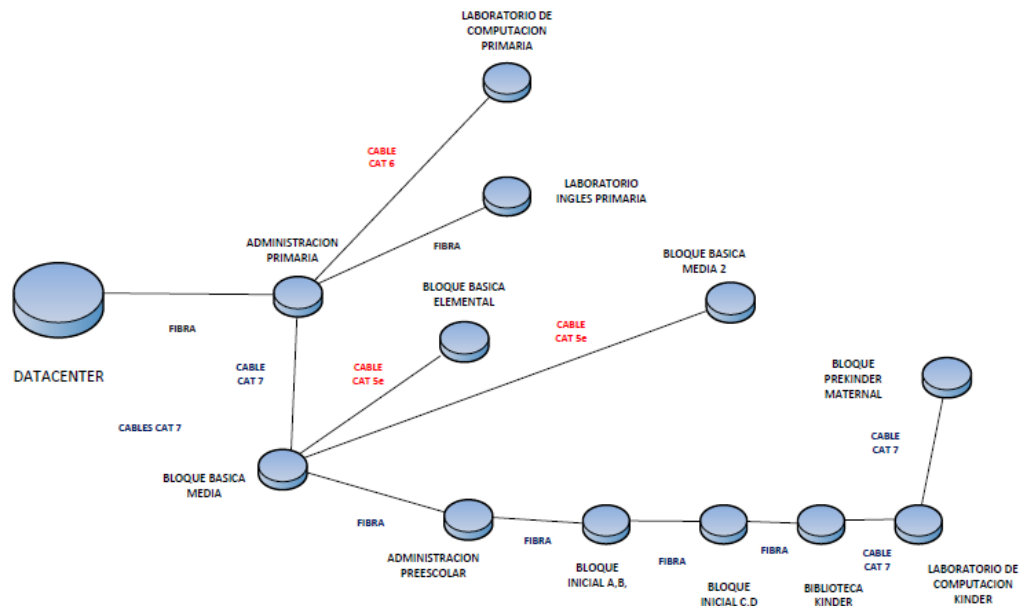 LABORATORIO DE
COMPUTACION
PRIMARIA
CABLE
CAT 6
LABORATORIO
INGLES PRIMARIA
FIBRA
ADMINISTRACION
PRIMARIA
BLOQUE BASICA
MEDIA 2
BLOQUE BASICA
ELEMENTAL
FIBRA
CABLE
CAT 5e
DATACENTER
CABLE
CAT 7
CABLE
CAT 5e
BLOQUE
PREKINDER
MATERNAL
CABLES CAT 7
CABLE
CAT 7
BLOQUE BASICA
MEDIA
FIBRA
ADMINISTRACION
PREESCOLAR
FIBRA
BLOQUE
INICIAL A,B,
FIBRA
BLOQUE
INICIAL C,D
FIBRA
BIBLIOTECA
KINDER
CABLE
CAT 7
LABORATORIO DE
COMPUTACION
KINDER